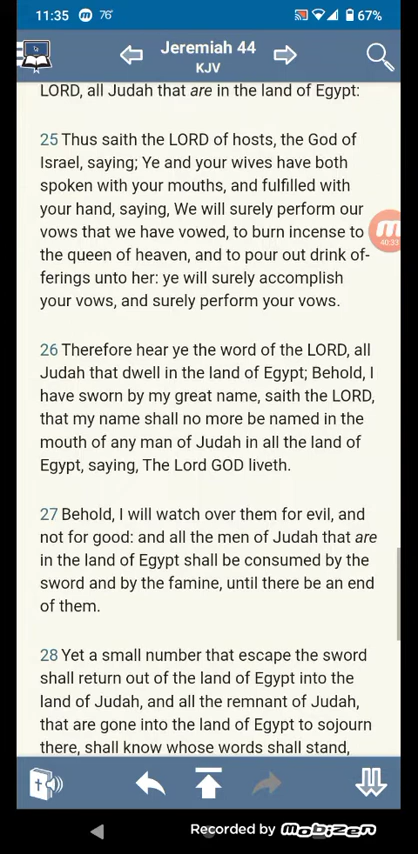 11:35 m 76° 67%
Jeremiah 44
KJV
LORD, all Judah that are in the land of Egypt:
25 Thus saith the LORD of hosts, the God of
Israel, saying; Ye and your wives have both
spoken with your mouths, and fulfilled with
your hand, saying, We will surely perform our
vows that we have vowed, to burn incense to
the queen of heaven, and to pour out drink of-
ferings unto her: ye will surely accomplish
your vows, and surely perform your vows.
m
40:33
26 Therefore hear ye the word of the LORD, all
Judah that dwell in the land of Egypt; Behold, I
have sworn by my great name, saith the LORD,
that my name shall no more be named in the
mouth of any man of Judah in all the land of
Egypt, saying, The Lord GOD liveth.
27 Behold, I will watch over them for evil, and
not for good: and all the men of Judah that are
in the land of Egypt shall be consumed by the
sword and by the famine, until there be an end
of them.
28 Yet a small number that escape the sword
shall return out of the land of Egypt into the
land of Judah, and all the remnant of Judah,
that are gone into the land of Egypt to sojourn
there, shall know whose words shall stand,
Recorded by mobizen